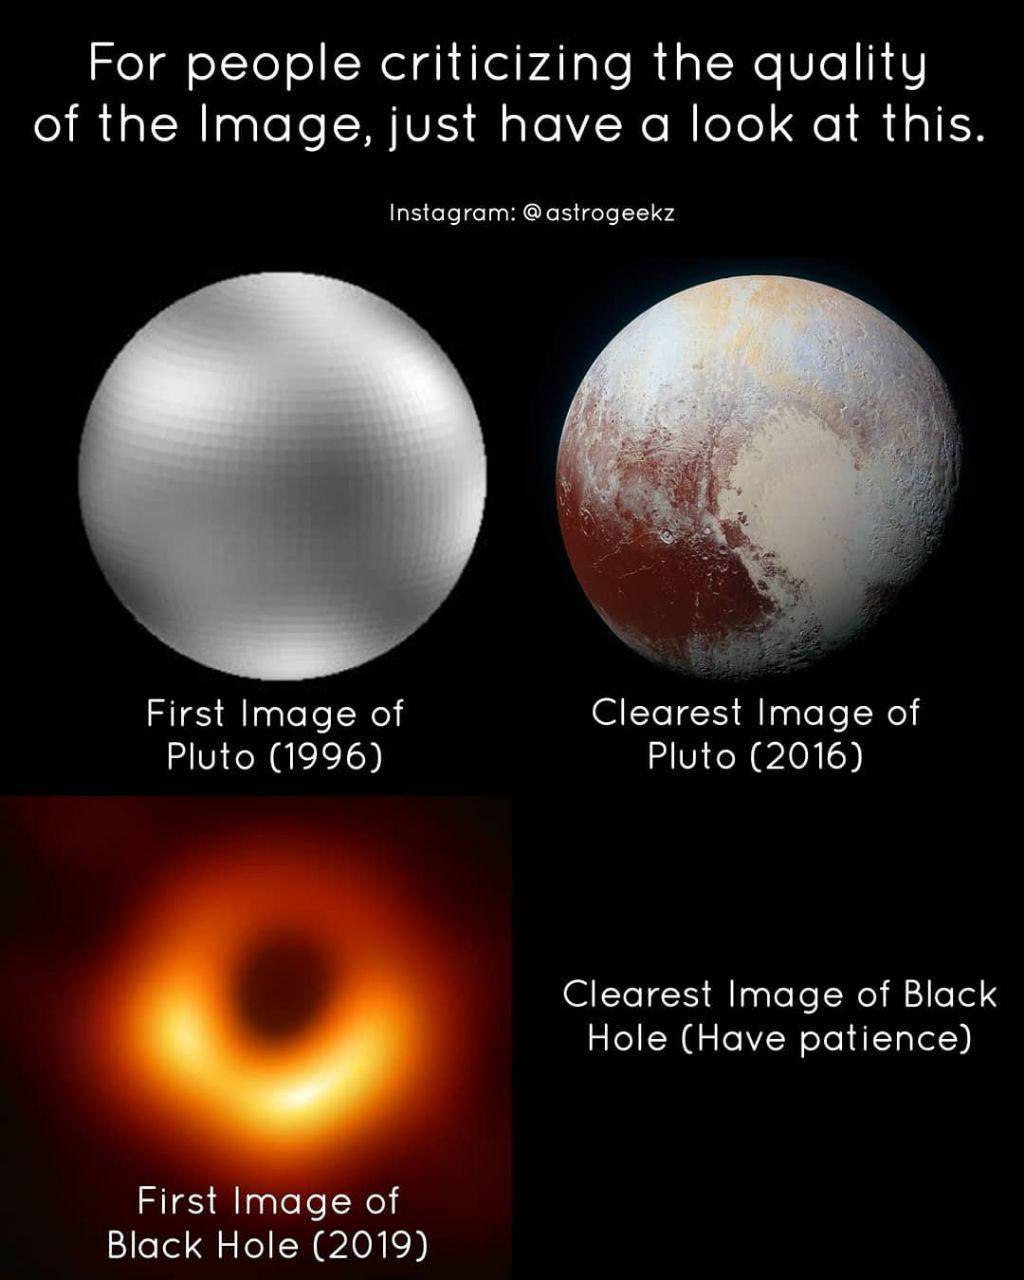 For people criticizing the quality
of the Image, just have a look at this.
Instagram: @astrogeekz
First Image of
Pluto (1996)
Clearest Image of
Pluto (2016)
Clearest Image of Black
Hole (Have patience)
First Image of
Black Hole (2019)